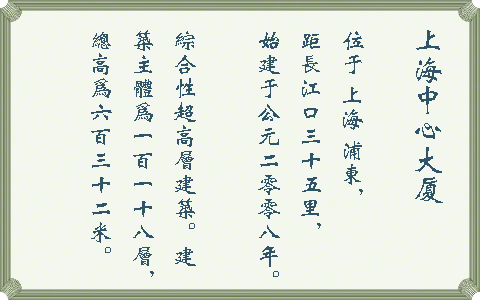 上海中心大厦
位于上海浦東，
距長江口三十五里，
始建于公元二零零八年。
綜合性超高層建築。建
築主體爲一百一十八層，
總高爲六百三十二米。